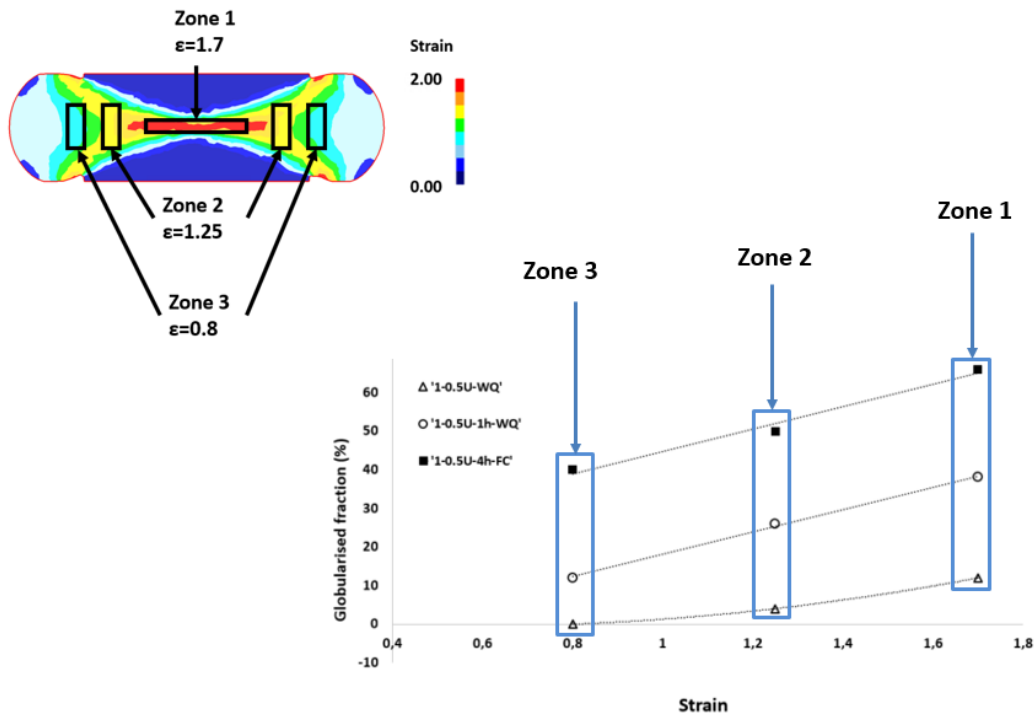 Zone 1
ε=1.7
Strain
2.00
0.00
Zone 2
ε=1.25
Zone 3
ε=0.8
Zone 1
Zone 2
Zone 3
Globularised fraction (%)
60
50
40
30
20
10
0
-10
△ '1-0.5U-WQ'
○ '1-0.5U-1h-WQ'
■ '1-0.5U-4h-FC'
0,4
0,6
0,8
1
1,2
1,4
1,6
1,8
Strain